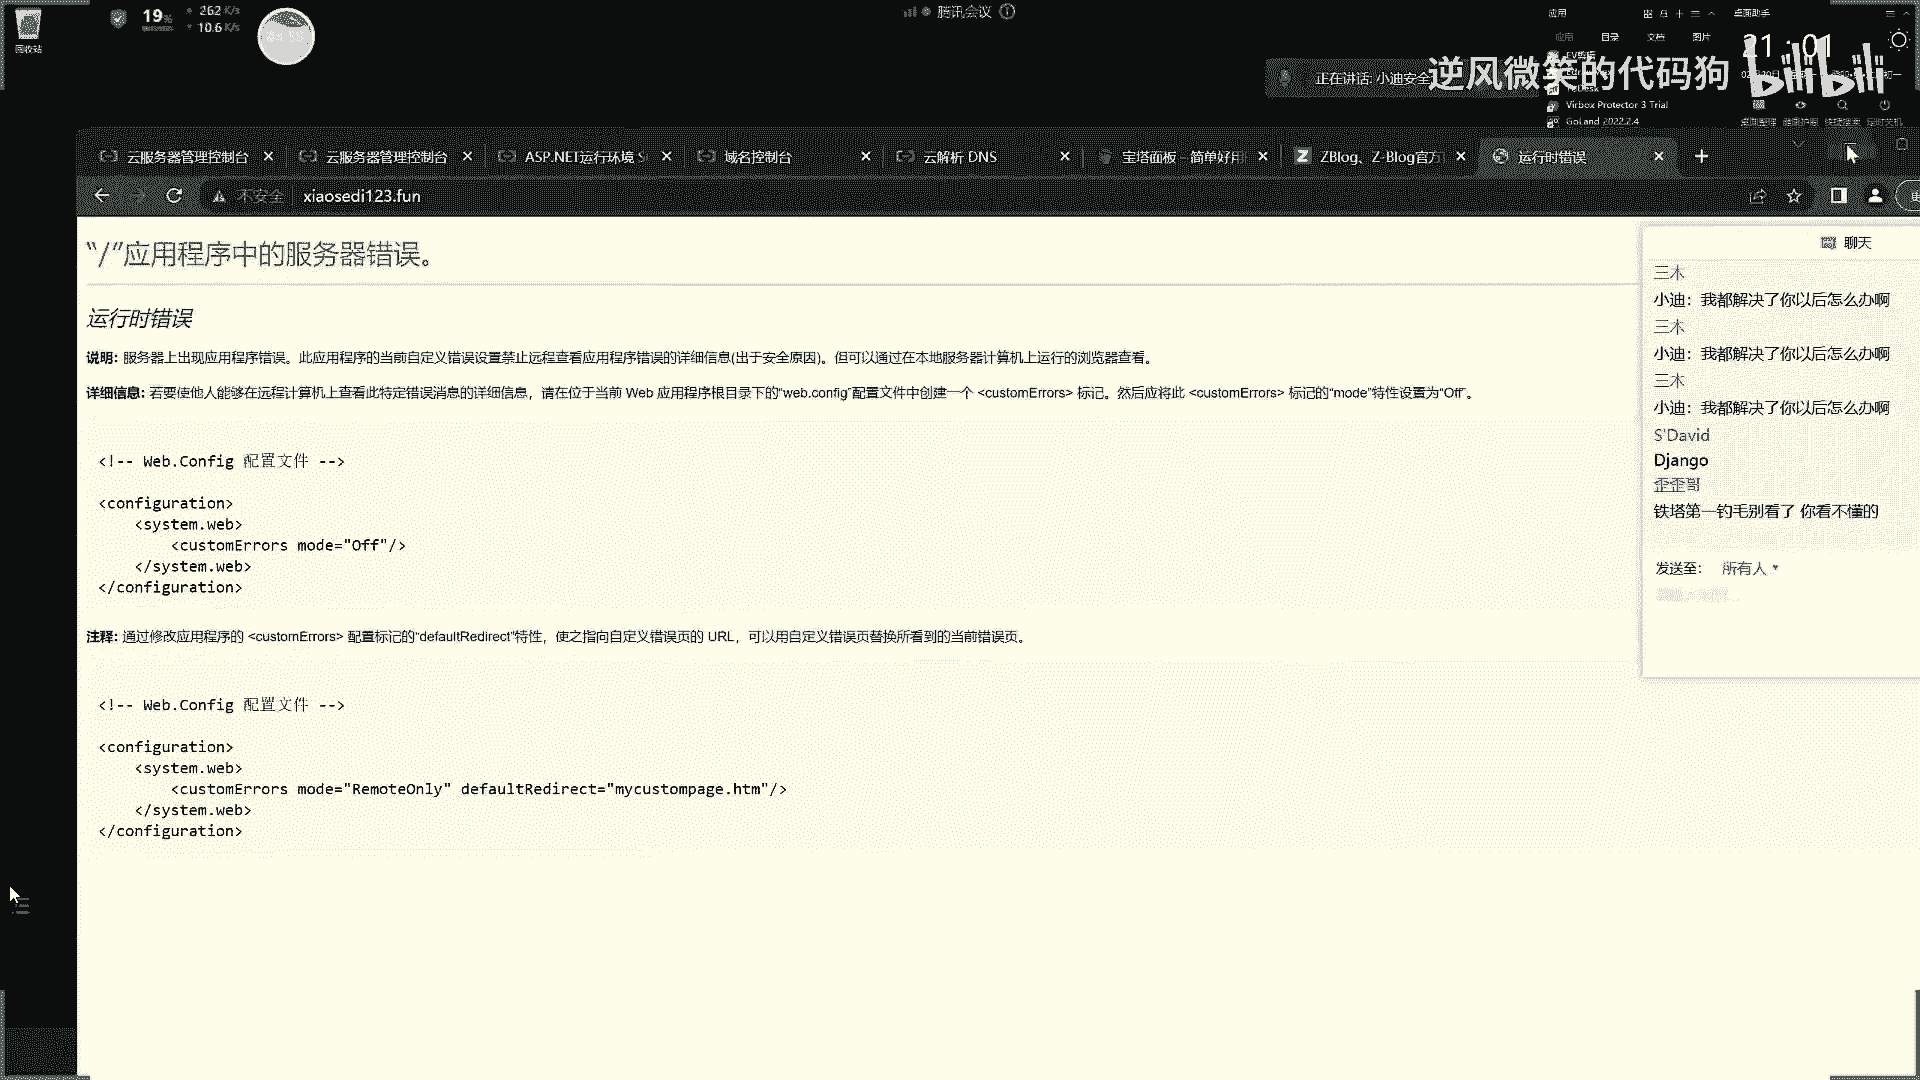 回收站
19%
262 K/s
10.6 K/s
腾讯会议
应用
桌面助手
应用 目录 文档 图片
21:01
正在讲话: 小迪安全
逆风微笑的代码狗
bilibili
Virbox Protector 3 Trial
GoLand 2022.2.4
云服务器管理控制台
云服务器管理控制台
ASP.NET运行环境 S
域名控制台
云解析 DNS
宝塔面板 - 简单好用
ZBlog、Z-Blog官方
运行时错误
不安全 xiaosedi123.fun
“/”应用程序中的服务器错误。
运行时错误
说明: 服务器上出现应用程序错误。此应用程序的当前自定义错误设置禁止远程查看应用程序错误的详细信息(出于安全原因)。但可以通过在本地服务器计算机上运行的浏览器查看。
详细信息: 若要使他人能够在远程计算机上查看此特定错误消息的详细信息，请在位于当前 Web 应用程序根目录下的“web.config”配置文件中创建一个 <customErrors> 标记。然后应将此 <customErrors> 标记的“mode”特性设置为“Off”。
<!-- Web.Config 配置文件 -->
<configuration>
<system.web>
<customErrors mode="Off"/>
</system.web>
</configuration>
注释: 通过修改应用程序的 <customErrors> 配置标记的“defaultRedirect”特性，使之指向自定义错误页的 URL，可以用自定义错误页替换所看到的当前错误页。
<!-- Web.Config 配置文件 -->
<configuration>
<system.web>
<customErrors mode="RemoteOnly" defaultRedirect="mycustompage.htm"/>
</system.web>
</configuration>
聊天
三木
小迪：我都解决了你以后怎么办啊
三木
小迪：我都解决了你以后怎么办啊
三木
小迪：我都解决了你以后怎么办啊
S'David
Django
歪歪哥
铁塔第一钓毛别看了 你看不懂的
发送至： 所有人